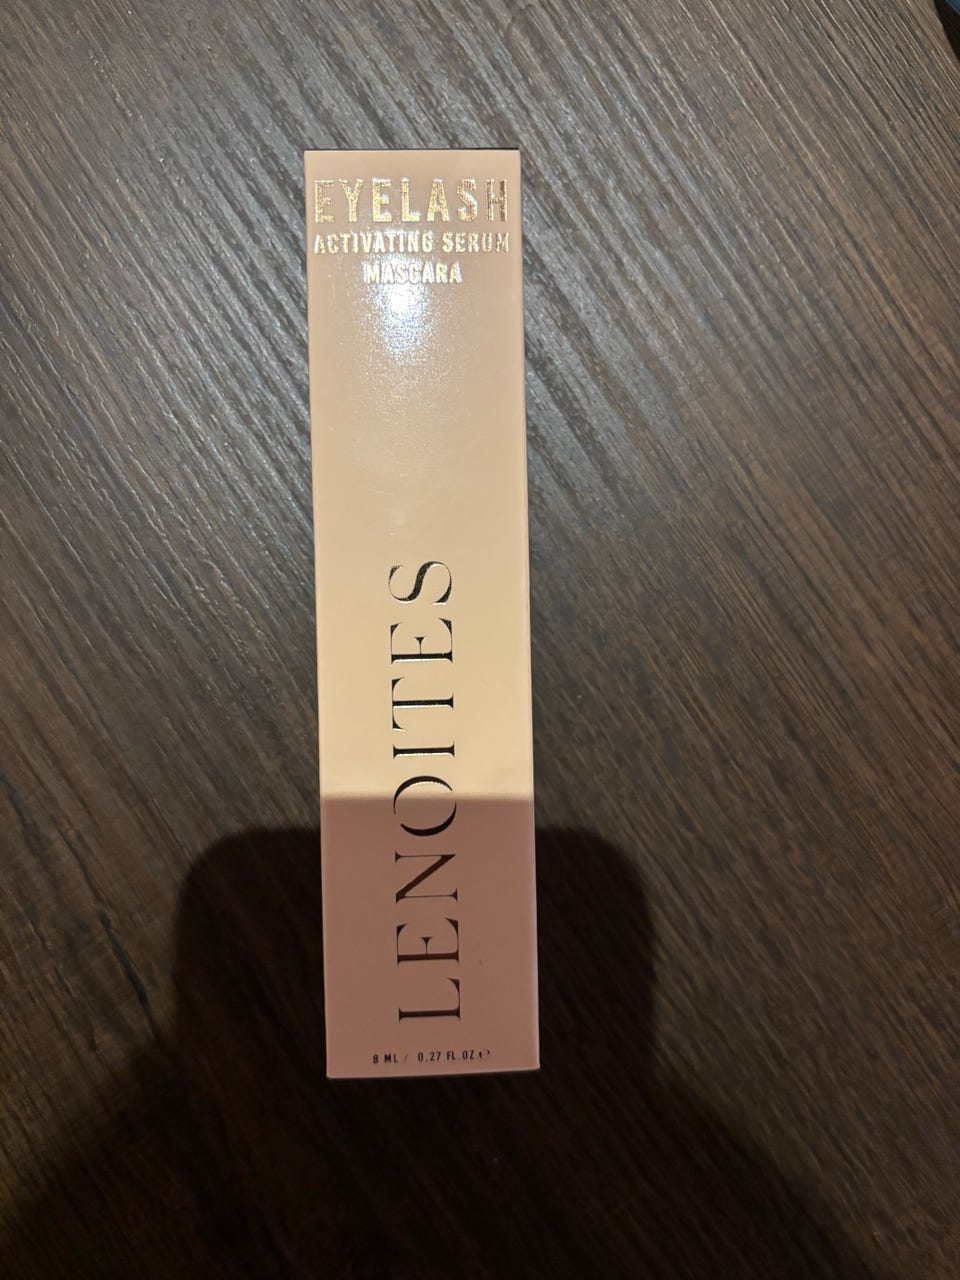 EYELASH
ACTIVATING SERUM
MASCARA
LENOITES
8 ML / 0.27 FL.OZ.℮